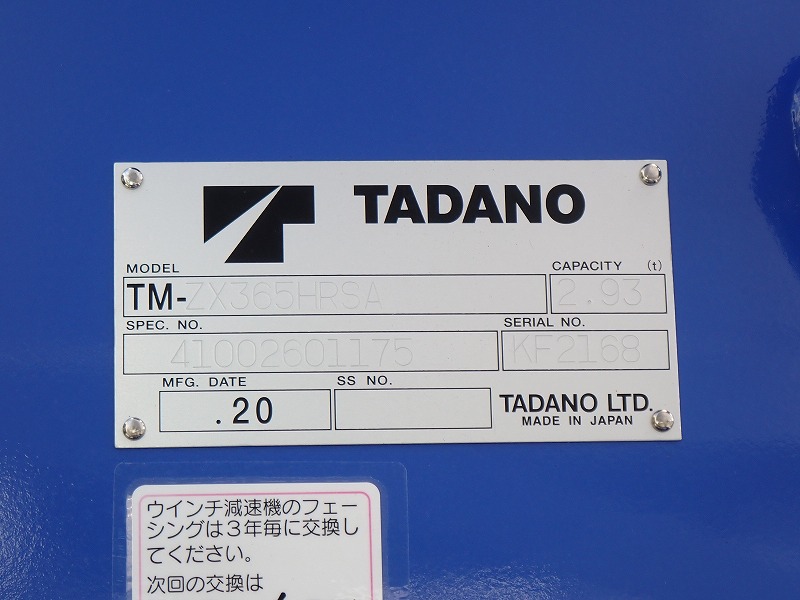 TADANO
MODEL
CAPACITY (t)
TM-ZX365HRSA
2.93
SPEC. NO.
SERIAL NO.
41002601175
KF2168
MFG. DATE
SS NO.
.20
TADANO LTD.
MADE IN JAPAN
ウインチ減速機のフェー
シングは3年毎に交換し
てください。
次回の交換は